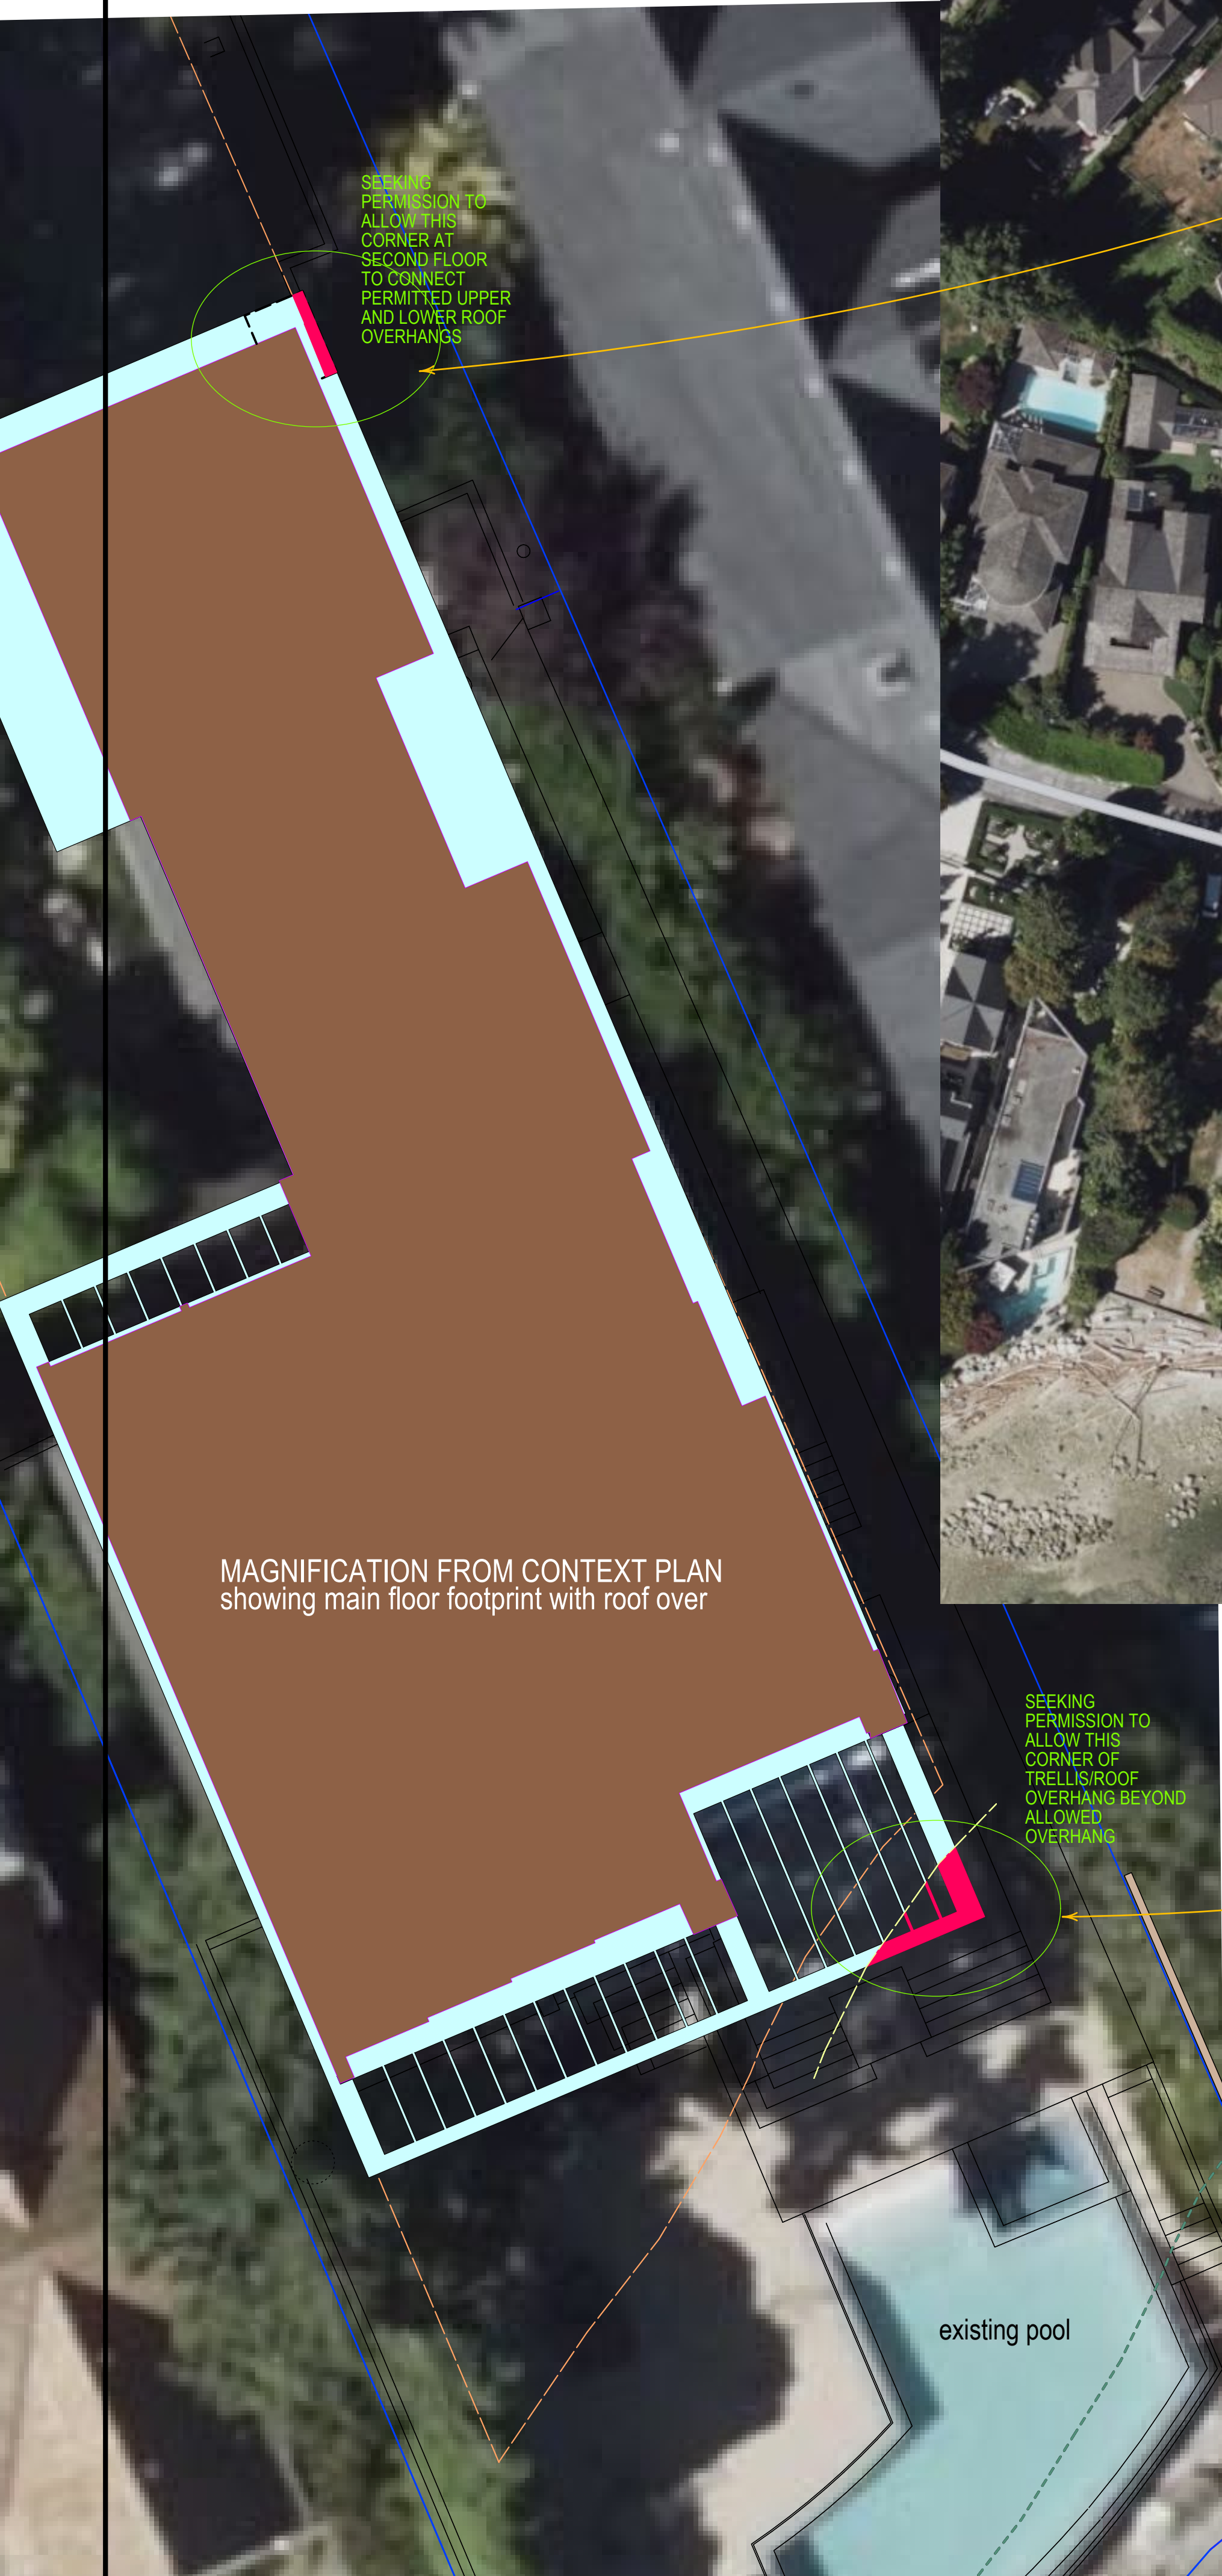 SEEKING
PERMISSION TO
ALLOW THIS
CORNER AT
SECOND FLOOR
TO CONNECT
PERMITTED UPPER
AND LOWER ROOF
OVERHANGS
MAGNIFICATION FROM CONTEXT PLAN
showing main floor footprint with roof over
SEEKING
PERMISSION TO
ALLOW THIS
CORNER OF
TRELLIS/ROOF
OVERHANG BEYOND
ALLOWED
OVERHANG
existing pool